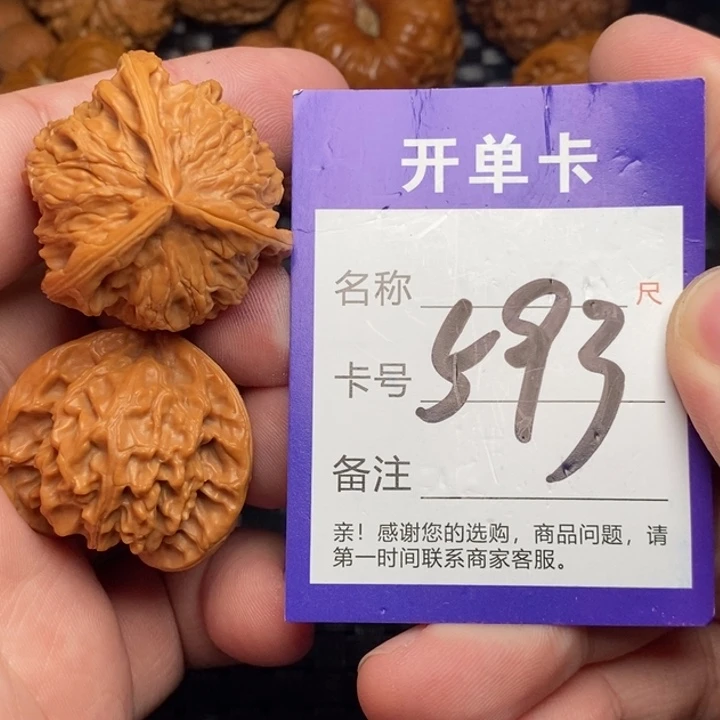 开单卡
名称 尺
卡号 593
备注
亲！感谢您的选购，商品问题，请
第一时间联系商家客服。